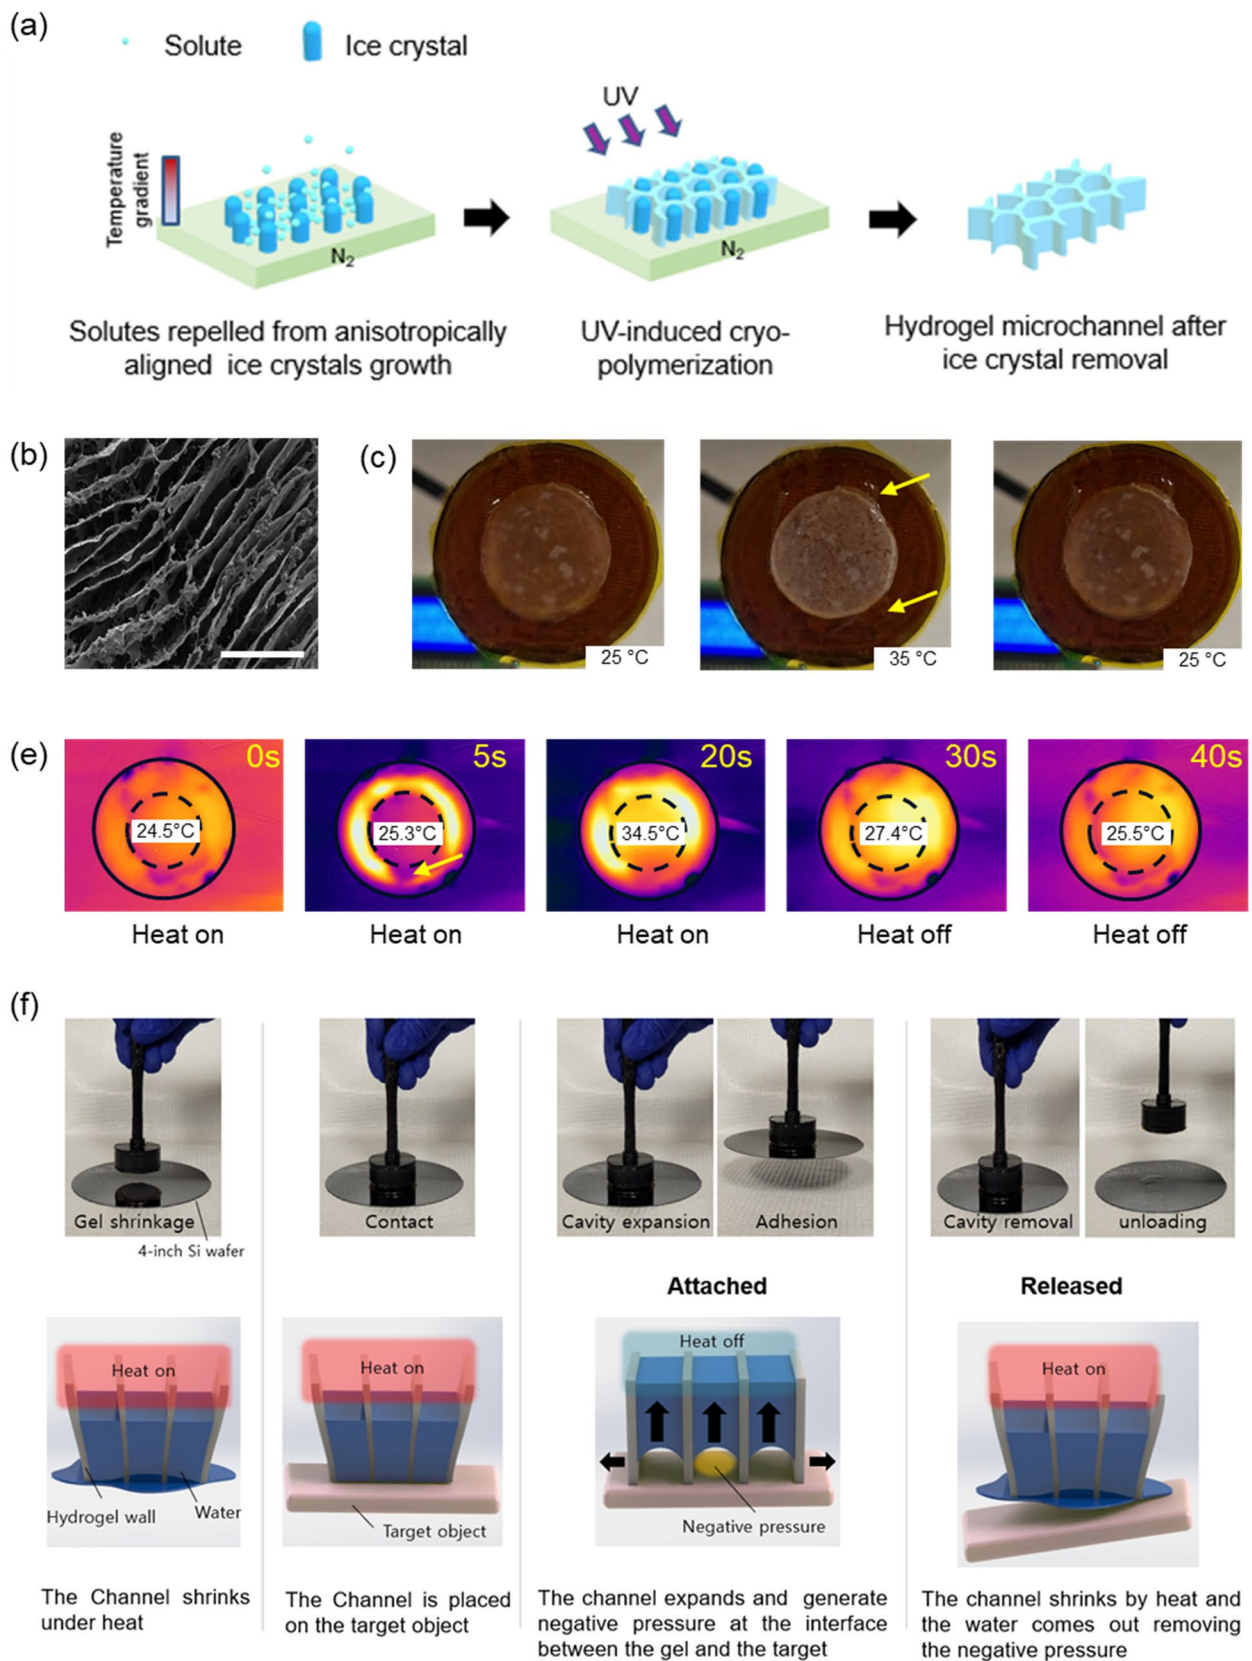 (a)
Solute
Ice crystal
Temperature
gradient
N2
UV
N2
Solutes repelled from anisotropically
aligned ice crystals growth
UV-induced cryo-
polymerization
Hydrogel microchannel after
ice crystal removal
(b)
(c)
25 °C
35 °C
25 °C
(e)
0s
5s
20s
30s
40s
24.5°C
25.3°C
34.5°C
27.4°C
25.5°C
Heat on
Heat on
Heat on
Heat off
Heat off
(f)
Gel shrinkage
4-inch Si wafer
Contact
Cavity expansion
Adhesion
Cavity removal
unloading
Attached
Released
Heat on
Hydrogel wall
Water
Heat on
Target object
Heat off
Negative pressure
Heat on
The Channel shrinks
under heat
The Channel is placed
on the target object
The channel expands and generate
negative pressure at the interface
between the gel and the target
The channel shrinks by heat and
the water comes out removing
the negative pressure